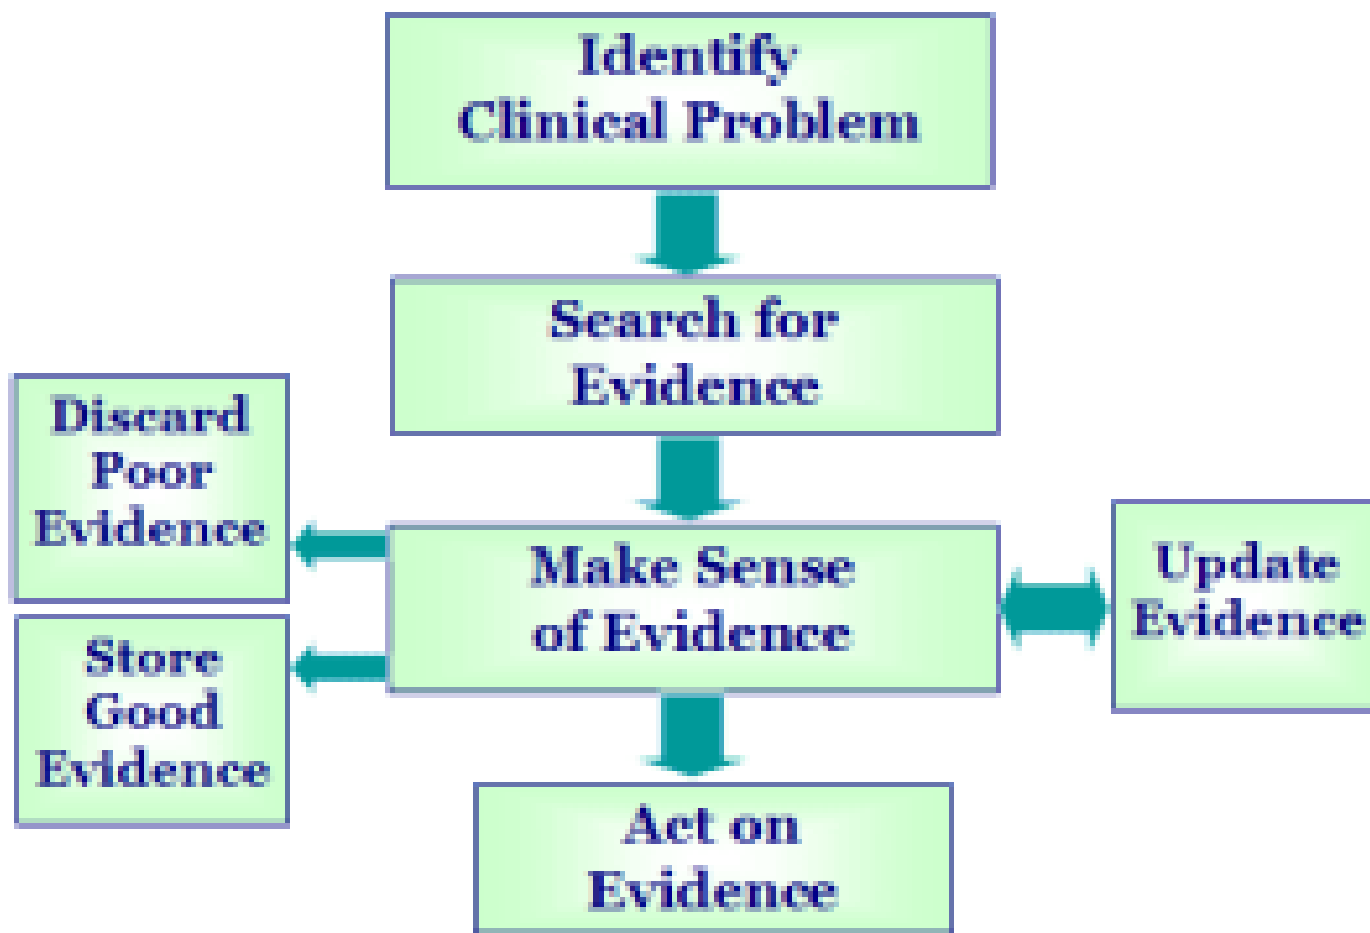 Identify
Clinical Problem
Search for
Evidence
Discard
Poor
Evidence
Make Sense
of Evidence
Update
Evidence
Store
Good
Evidence
Act on
Evidence